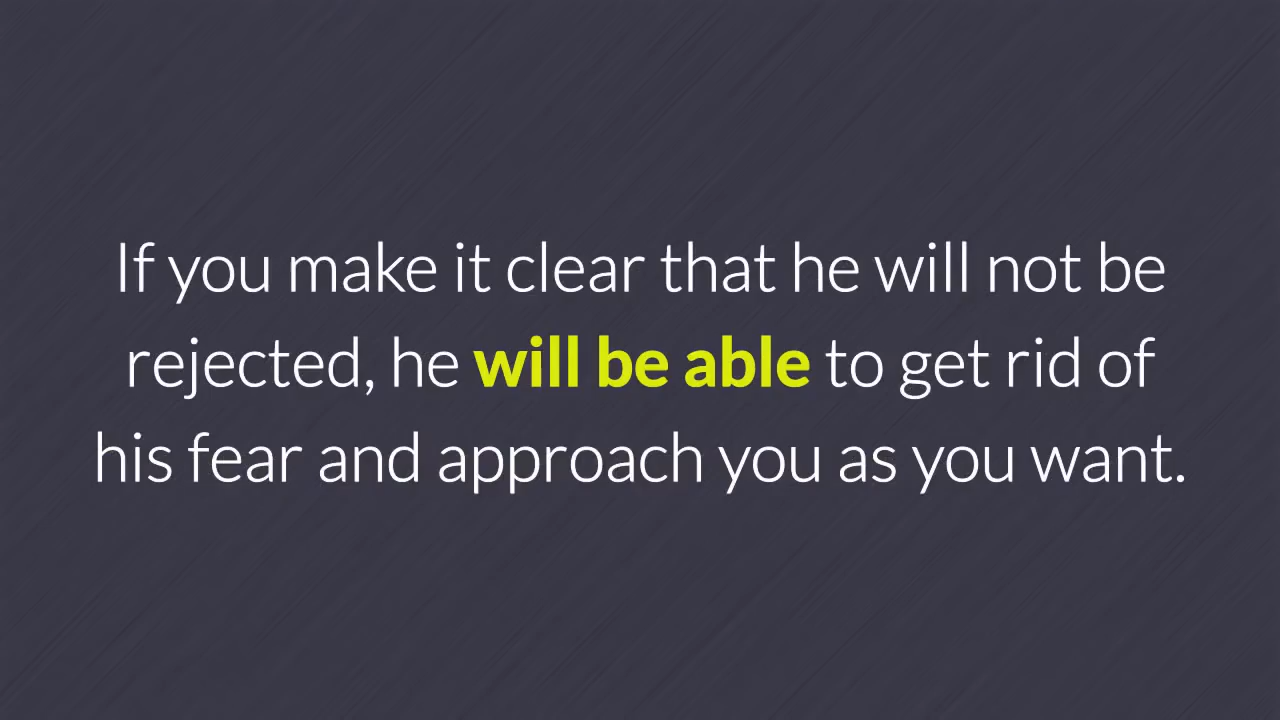 If you make it clear that he will not be
rejected, he will be able to get rid of
his fear and approach you as you want.